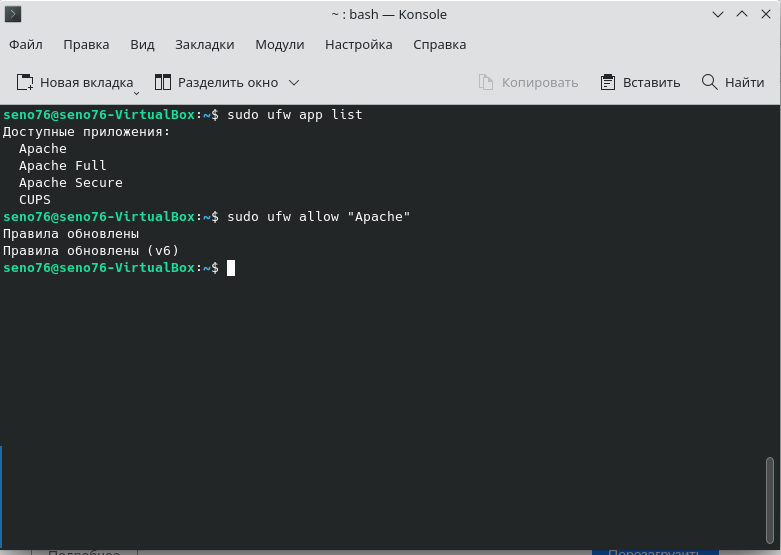 ~ : bash — Konsole
Файл Правка Вид Закладки Модули Настройка Справка
Новая вкладка Разделить окно Копировать Вставить Найти
seno76@seno76-VirtualBox:~$ sudo ufw app list
Доступные приложения:
  Apache
  Apache Full
  Apache Secure
  CUPS
seno76@seno76-VirtualBox:~$ sudo ufw allow "Apache"
Правила обновлены
Правила обновлены (v6)
seno76@seno76-VirtualBox:~$
Подробнее Перезагрузить